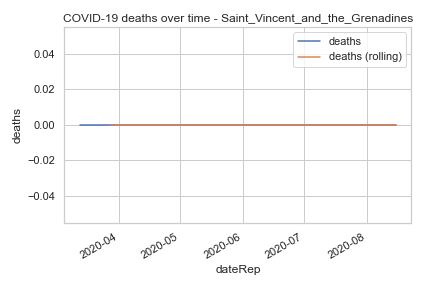 COVID-19 deaths over time - Saint_Vincent_and_the_Grenadines
deaths
deaths (rolling)
0.04
0.02
0.00
−0.02
−0.04
deaths
2020-04
2020-05
2020-06
2020-07
2020-08
dateRep